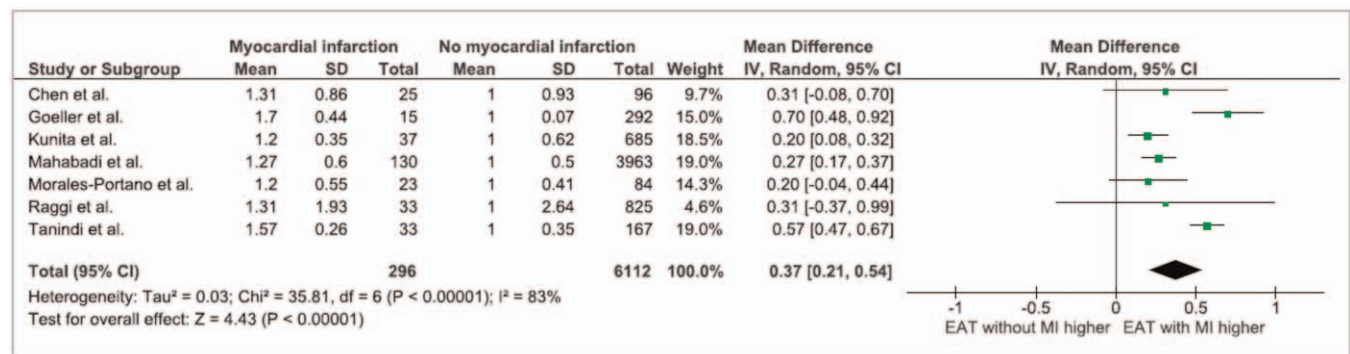 Myocardial infarction No myocardial infarction Mean Difference Mean Difference
Study or Subgroup Mean SD Total Mean SD Total Weight IV, Random, 95% CI IV, Random, 95% CI
Chen et al. 1.31 0.86 25 1 0.93 96 9.7% 0.31 [-0.08, 0.70]
Goeller et al. 1.7 0.44 15 1 0.07 292 15.0% 0.70 [0.48, 0.92]
Kunita et al. 1.2 0.35 37 1 0.62 685 18.5% 0.20 [0.08, 0.32]
Mahabadi et al. 1.27 0.6 130 1 0.5 3963 19.0% 0.27 [0.17, 0.37]
Morales-Portano et al. 1.2 0.55 23 1 0.41 84 14.3% 0.20 [-0.04, 0.44]
Raggi et al. 1.31 1.93 33 1 2.64 825 4.6% 0.31 [-0.37, 0.99]
Tanindi et al. 1.57 0.26 33 1 0.35 167 19.0% 0.57 [0.47, 0.67]
Total (95% CI) 296 6112 100.0% 0.37 [0.21, 0.54]
Heterogeneity: Tau² = 0.03; Chi² = 35.81, df = 6 (P < 0.00001); I² = 83%
Test for overall effect: Z = 4.43 (P < 0.00001)
-1 -0.5 0 0.5 1
EAT without MI higher EAT with MI higher